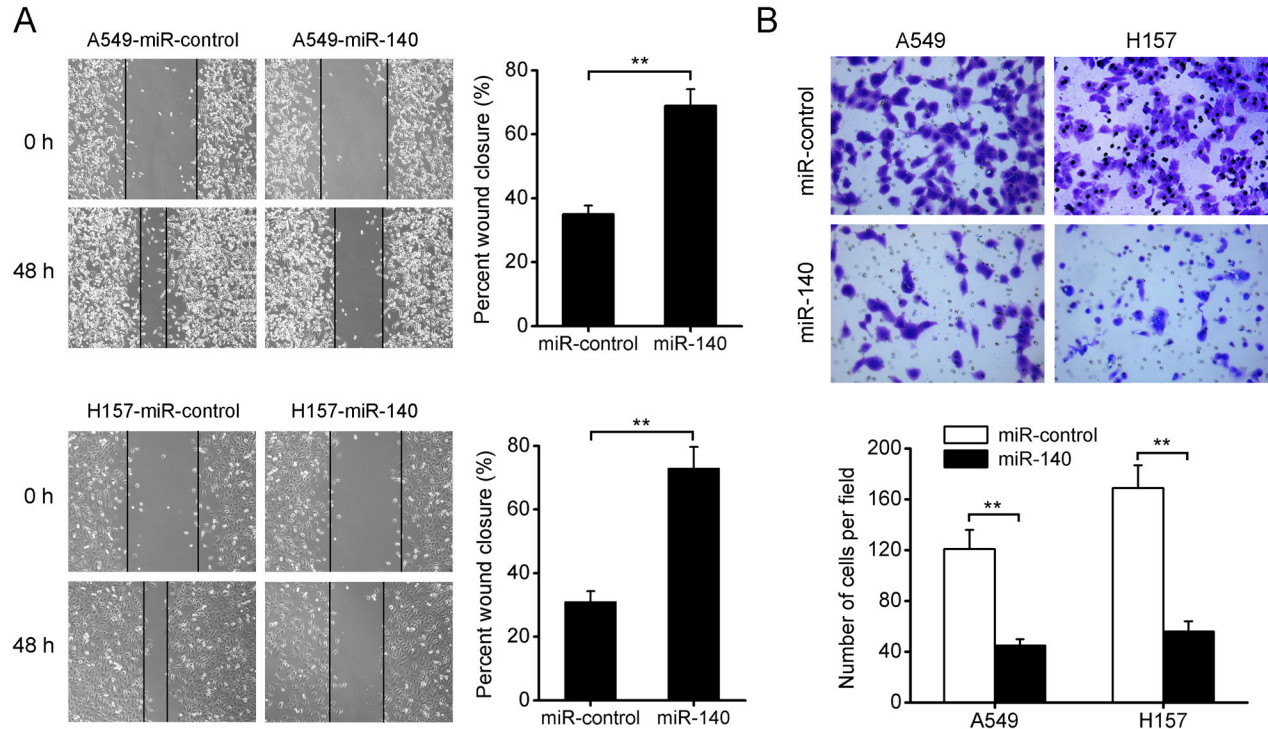 A
A549-miR-control
A549-miR-140
0 h
48 h
Percent wound closure (%)
80
60
40
20
0
**
miR-control
miR-140
H157-miR-control
H157-miR-140
0 h
48 h
Percent wound closure (%)
80
60
40
20
0
**
miR-control
miR-140
B
A549
H157
miR-control
miR-140
miR-control
miR-140
Number of cells per field
200
160
120
80
40
0
**
**
A549
H157